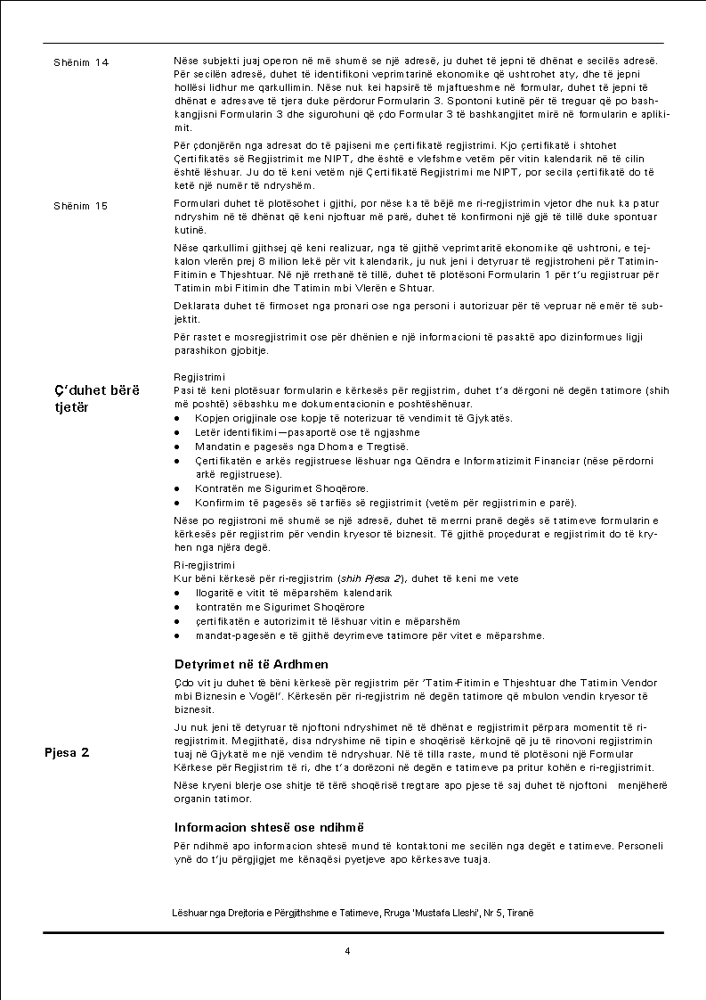 Shënim 14
Nëse subjekti juaj operon në më shumë se një adresë, ju duhet të jepni të dhënat e secilës adresë.
Për secilën adresë, duhet të identifikoni veprimtarinë ekonomike që ushtrohet aty, dhe të jepni
hollësi lidhur me qarkullimin. Nëse nuk kei hapsirë të mjaftueshme në formular, duhet të jepni të
dhënat e adresave të tjera duke përdorur Formularin 3. Spontoni kutinë për të treguar që po bash-
kangjisni Formularin 3 dhe sigurohuni që çdo Formular 3 të bashkangjitet mirë në formularin e apliki-
mit.
Për çdonjërën nga adresat do të pajiseni me çertifikatë regjistrimi. Kjo çertifikatë i shtohet
Çertifikatës së Regjistrimit me NIPT, dhe është e vlefshme vetëm për vitin kalendarik në të cilin
është lëshuar. Ju do të keni vetëm një Çertifikatë Regjistrimi me NIPT, por secila çertifikatë do të
ketë një numër të ndryshëm.
Shënim 15
Formulari duhet të plotësohet i gjithi, por nëse ka të bëjë me ri-regjistrimin vjetor dhe nuk ka patur
ndryshim në të dhënat që keni njoftuar më parë, duhet të konfirmoni një gjë të tillë duke spontuar
kutinë.
Nëse qarkullimi gjithsej që keni realizuar, nga të gjithë veprimtaritë ekonomike që ushtroni, e tej-
kalon vlerën prej 8 milion lekë për vit kalendarik, ju nuk jeni i detyruar të regjistroheni për Tatimin-
Fitimin e Thjeshtuar. Në një rrethanë të tillë, duhet të plotësoni Formularin 1 për t'u regjistruar për
Tatimin mbi Fitimin dhe Tatimin mbi Vlerën e Shtuar.
Deklarata duhet të firmoset nga pronari ose nga personi i autorizuar për të vepruar në emër të sub-
jektit.
Për rastet e mosregjistrimit ose për dhënien e një informacioni të pasaktë apo dizinformues ligji
parashikon gjobitje.
Ç'duhet bërë
tjetër
Regjistrimi
Pasi të keni plotësuar formularin e kërkesës për regjistrim, duhet t'a dërgoni në degën tatimore (shih
më poshtë) sëbashku me dokumentacionin e poshtëshënuar.
● Kopjen origjinale ose kopje të noterizuar të vendimit të Gjykatës.
● Letër identifikimi—pasaportë ose të ngjashme
● Mandatin e pagesës nga Dhoma e Tregtisë.
● Çertifikatën e arkës regjistruese lëshuar nga Qëndra e Informatizimit Financiar (nëse përdorni
arkë regjistruese).
● Kontratën me Sigurimet Shoqërore.
● Konfirmim të pagesës së tarfiës së regjistrimit (vetëm për regjistrimin e parë).
Nëse po regjistroni më shumë se një adresë, duhet të merrni pranë degës së tatimeve formularin e
kërkesës për regjistrim për vendin kryesor të biznesit. Të gjithë proçedurat e regjistrimit do të kry-
hen nga njëra degë.
Ri-regjistrimi
Kur bëni kërkesë për ri-regjistrim (shih Pjesa 2), duhet të keni me vete
● llogaritë e vitit të mëparshëm kalendarik
● kontratën me Sigurimet Shoqërore
● çertifikatën e autorizimit të lëshuar vitin e mëparshëm
● mandat-pagesën e të gjithë deyrimeve tatimore për vitet e mëparshme.
Detyrimet në të Ardhmen
Çdo vit ju duhet të bëni kërkesë për regjistrim për 'Tatim-Fitimin e Thjeshtuar dhe Tatimin Vendor
mbi Biznesin e Vogël'. Kërkesën për ri-regjistrim në degën tatimore që mbulon vendin kryesor të
biznesit.
Ju nuk jeni të detyruar të njoftoni ndryshimet në të dhënat e regjistrimit përpara momentit të ri-
regjistrimit. Megjithatë, disa ndryshime në tipin e shoqërisë kërkojnë që ju të rinovoni regjistrimin
tuaj në Gjykatë me një vendim të ndryshuar. Në të tilla raste, mund të plotësoni një Formular
Kërkese për Regjistrim të ri, dhe t'a dorëzoni në degën e tatimeve pa pritur kohën e ri-regjistrimit.
Pjesa 2
Nëse kryeni blerje ose shitje të tërë shoqërisë tregtare apo pjese të saj duhet të njoftoni menjëherë
organin tatimor.
Informacion shtesë ose ndihmë
Për ndihmë apo informacion shtesë mund të kontaktoni me secilën nga degët e tatimeve. Personeli
ynë do t'ju përgjigjet me kënaqësi pyetjeve apo kërkesave tuaja.
Lëshuar nga Drejtoria e Përgjithshme e Tatimeve, Rruga 'Mustafa Lleshi', Nr 5, Tiranë
4